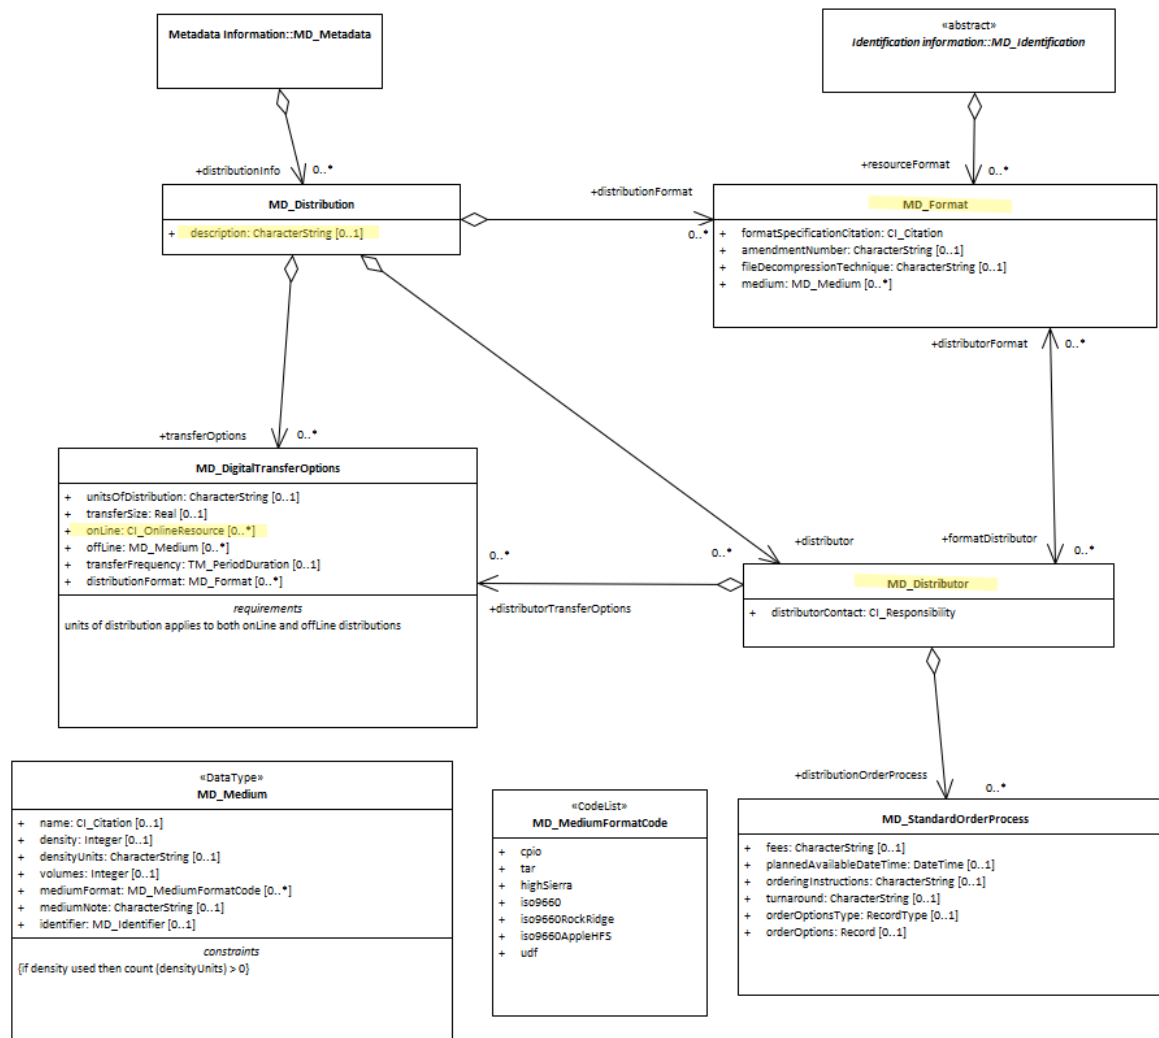 Metadata Information::MD_Metadata
«abstract»
Identification information::MD_Identification
+distributionInfo
0..*
+resourceFormat
0..*
MD_Distribution
+ description: CharacterString [0..1]
+distributionFormat
0..*
MD_Format
+ formatSpecificationCitation: CI_Citation
+ amendmentNumber: CharacterString [0..1]
+ fileDecompressionTechnique: CharacterString [0..1]
+ medium: MD_Medium [0..*]
+distributorFormat
0..*
+transferOptions
0..*
MD_DigitalTransferOptions
+ unitsOfDistribution: CharacterString [0..1]
+ transferSize: Real [0..1]
+ onLine: CI_OnlineResource [0..*]
+ offLine: MD_Medium [0..*]
+ transferFrequency: TM_PeriodDuration [0..1]
+ distributionFormat: MD_Format [0..*]
requirements
units of distribution applies to both onLine and offLine distributions
+distributor
+formatDistributor
0..*
0..*
0..*
+distributorTransferOptions
MD_Distributor
+ distributorContact: CI_Responsibility
+distributionOrderProcess
0..*
«DataType»
MD_Medium
+ name: CI_Citation [0..1]
+ density: Integer [0..1]
+ densityUnits: CharacterString [0..1]
+ volumes: Integer [0..1]
+ mediumFormat: MD_MediumFormatCode [0..*]
+ mediumNote: CharacterString [0..1]
+ identifier: MD_Identifier [0..1]
constraints
{if density used then count (densityUnits) > 0}
«CodeList»
MD_MediumFormatCode
+ cpio
+ tar
+ highSierra
+ iso9660
+ iso9660RockRidge
+ iso9660AppleHFS
+ udf
MD_StandardOrderProcess
+ fees: CharacterString [0..1]
+ plannedAvailableDateTime: DateTime [0..1]
+ orderingInstructions: CharacterString [0..1]
+ turnaround: CharacterString [0..1]
+ orderOptionsType: RecordType [0..1]
+ orderOptions: Record [0..1]